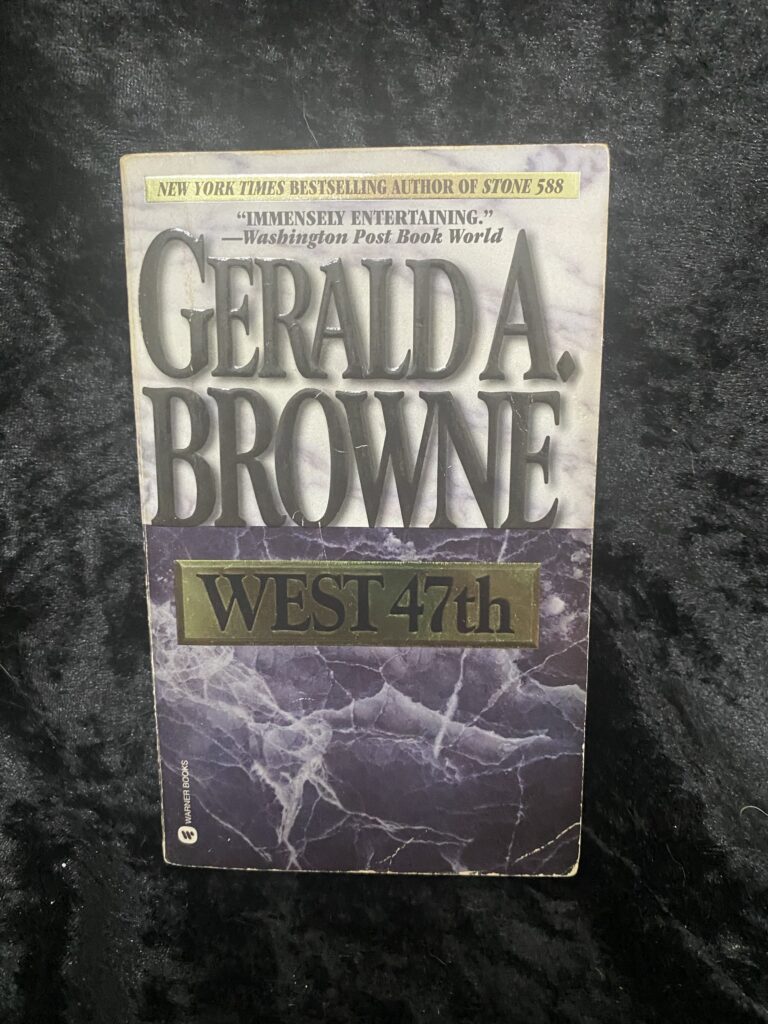 NEW YORK TIMES BESTSELLING AUTHOR OF STONE 588
“IMMENSELY ENTERTAINING.”
—Washington Post Book World
GERALD A.
BROWNE
WEST 47th
WARNER BOOKS